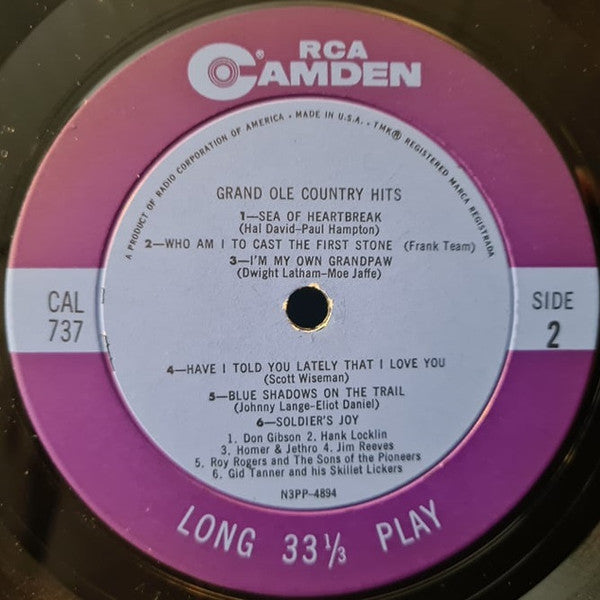 RCA
CAMDEN
A PRODUCT OF RADIO CORPORATION OF AMERICA • MADE IN U.S.A. • TMK® REGISTERED MARCA REGISTRADA
GRAND OLE COUNTRY HITS
1—SEA OF HEARTBREAK
(Hal David–Paul Hampton)
2—WHO AM I TO CAST THE FIRST STONE (Frank Team)
3—I'M MY OWN GRANDPAW
(Dwight Latham–Moe Jaffe)
CAL
737
SIDE
2
4—HAVE I TOLD YOU LATELY THAT I LOVE YOU
(Scott Wiseman)
5—BLUE SHADOWS ON THE TRAIL
(Johnny Lange-Eliot Daniel)
6—SOLDIER'S JOY
1. Don Gibson 2. Hank Locklin
3. Homer & Jethro 4. Jim Reeves
5. Roy Rogers and The Sons of the Pioneers
6. Gid Tanner and his Skillet Lickers
N3PP-4894
LONG 33⅓ PLAY